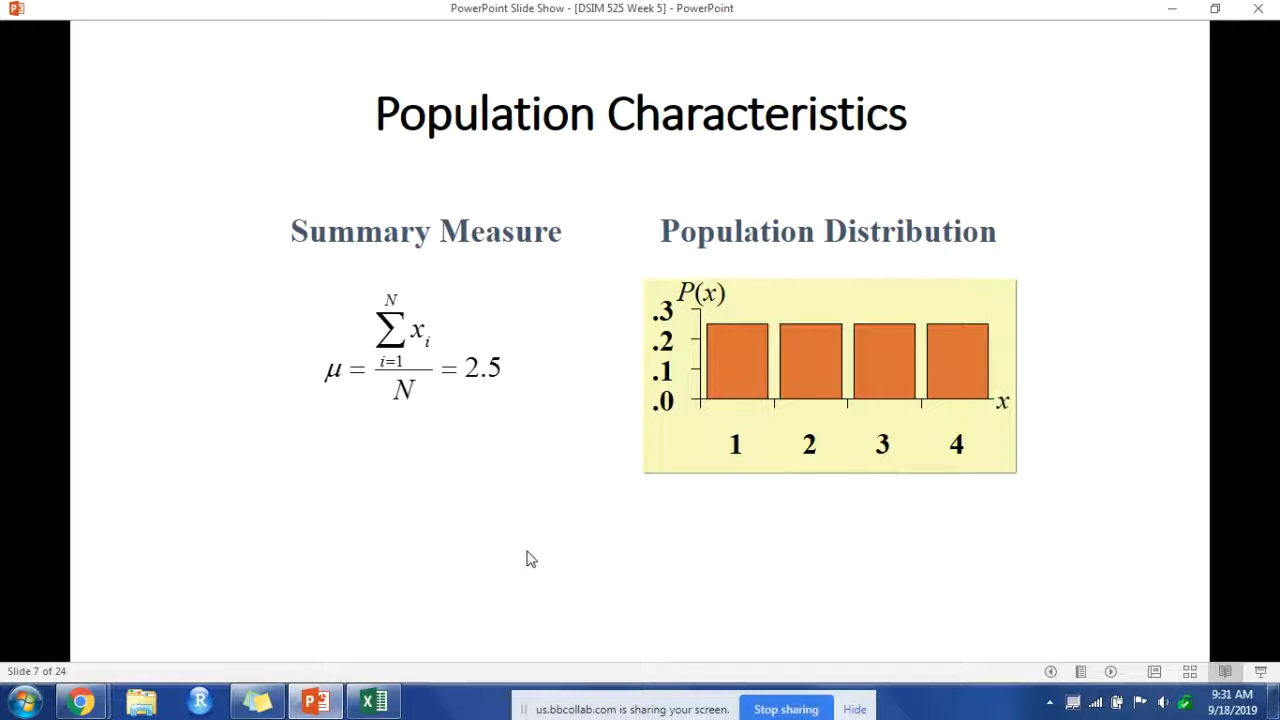 PowerPoint Slide Show - [DSIM 525 Week 5] - PowerPoint
Population Characteristics
Summary Measure
μ = ∑ᵢ₌₁ᴺ xᵢ / N = 2.5
Population Distribution
P(x)
.3
.2
.1
.0
x
1 2 3 4
Slide 7 of 24
us.bbcollab.com is sharing your screen. Stop sharing Hide
9:31 AM
9/18/2019